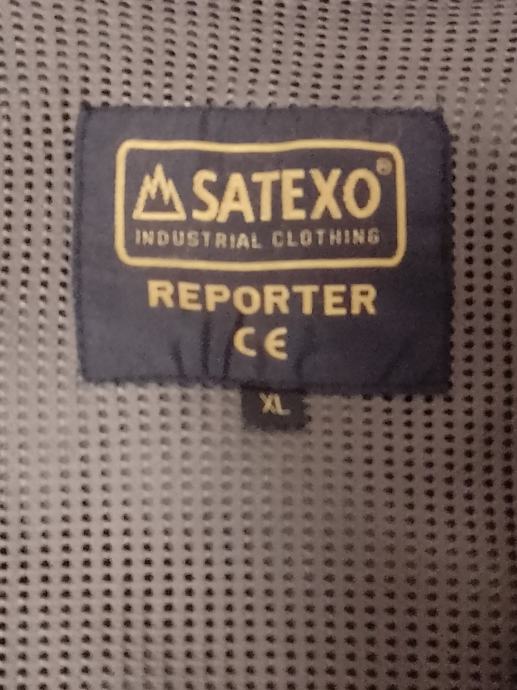 SATEXO®
INDUSTRIAL CLOTHING
REPORTER
CE
XL